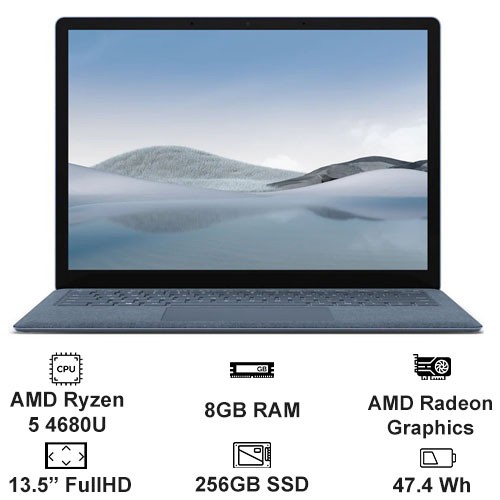 CPU
GB
AMD Ryzen
5 4680U
8GB RAM
AMD Radeon
Graphics
13.5” FullHD
256GB SSD
47.4 Wh